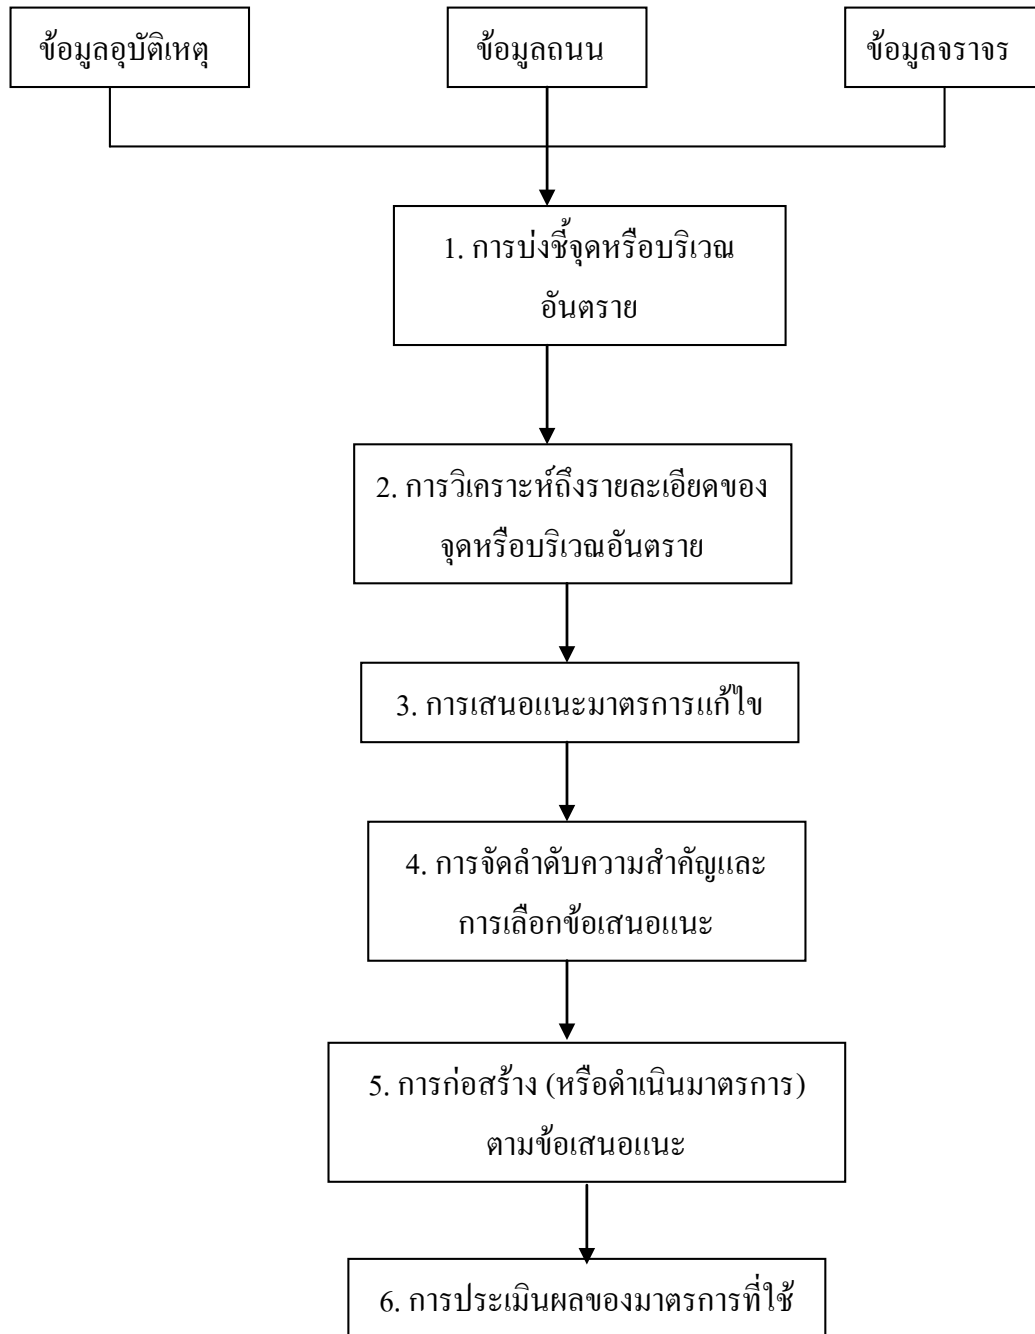 ข้อมูลอุบัติเหตุ
ข้อมูลถนน
ข้อมูลจราจร
1. การบ่งชี้จุดหรือบริเวณ
อันตราย
2. การวิเคราะห์ถึงรายละเอียดของ
จุดหรือบริเวณอันตราย
3. การเสนอแนะมาตรการแก้ไข
4. การจัดลำดับความสำคัญและ
การเลือกข้อเสนอแนะ
5. การก่อสร้าง (หรือดำเนินมาตรการ)
ตามข้อเสนอแนะ
6. การประเมินผลของมาตรการที่ใช้